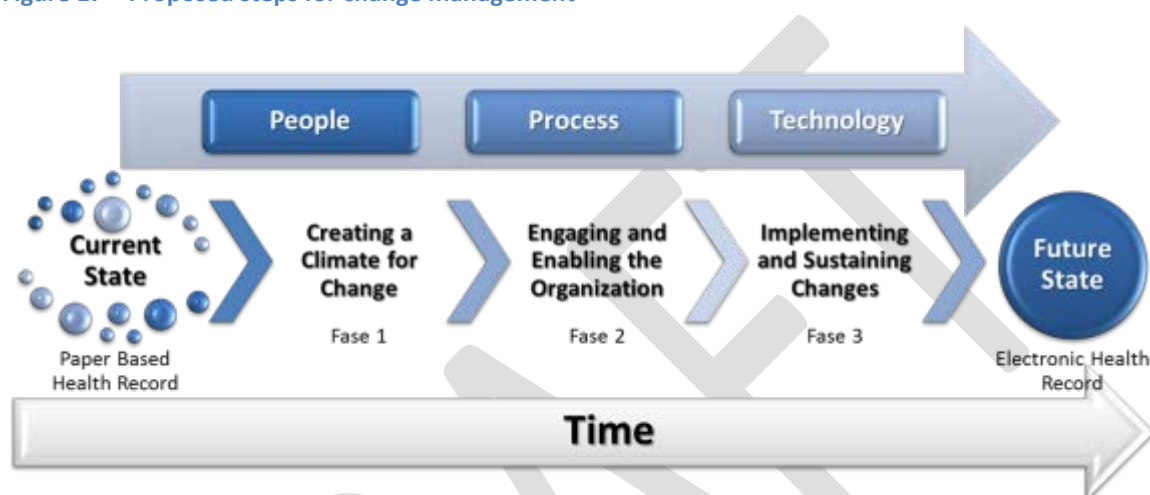 Figure Proposed steps for change management
People
Process
Technology
Current
State
Paper Based
Health Record
Creating a
Climate for
Change
Fase 1
Engaging and
Enabling the
Organization
Fase 2
Implementing
and Sustaining
Changes
Fase 3
Future
State
Electronic Health
Record
Time